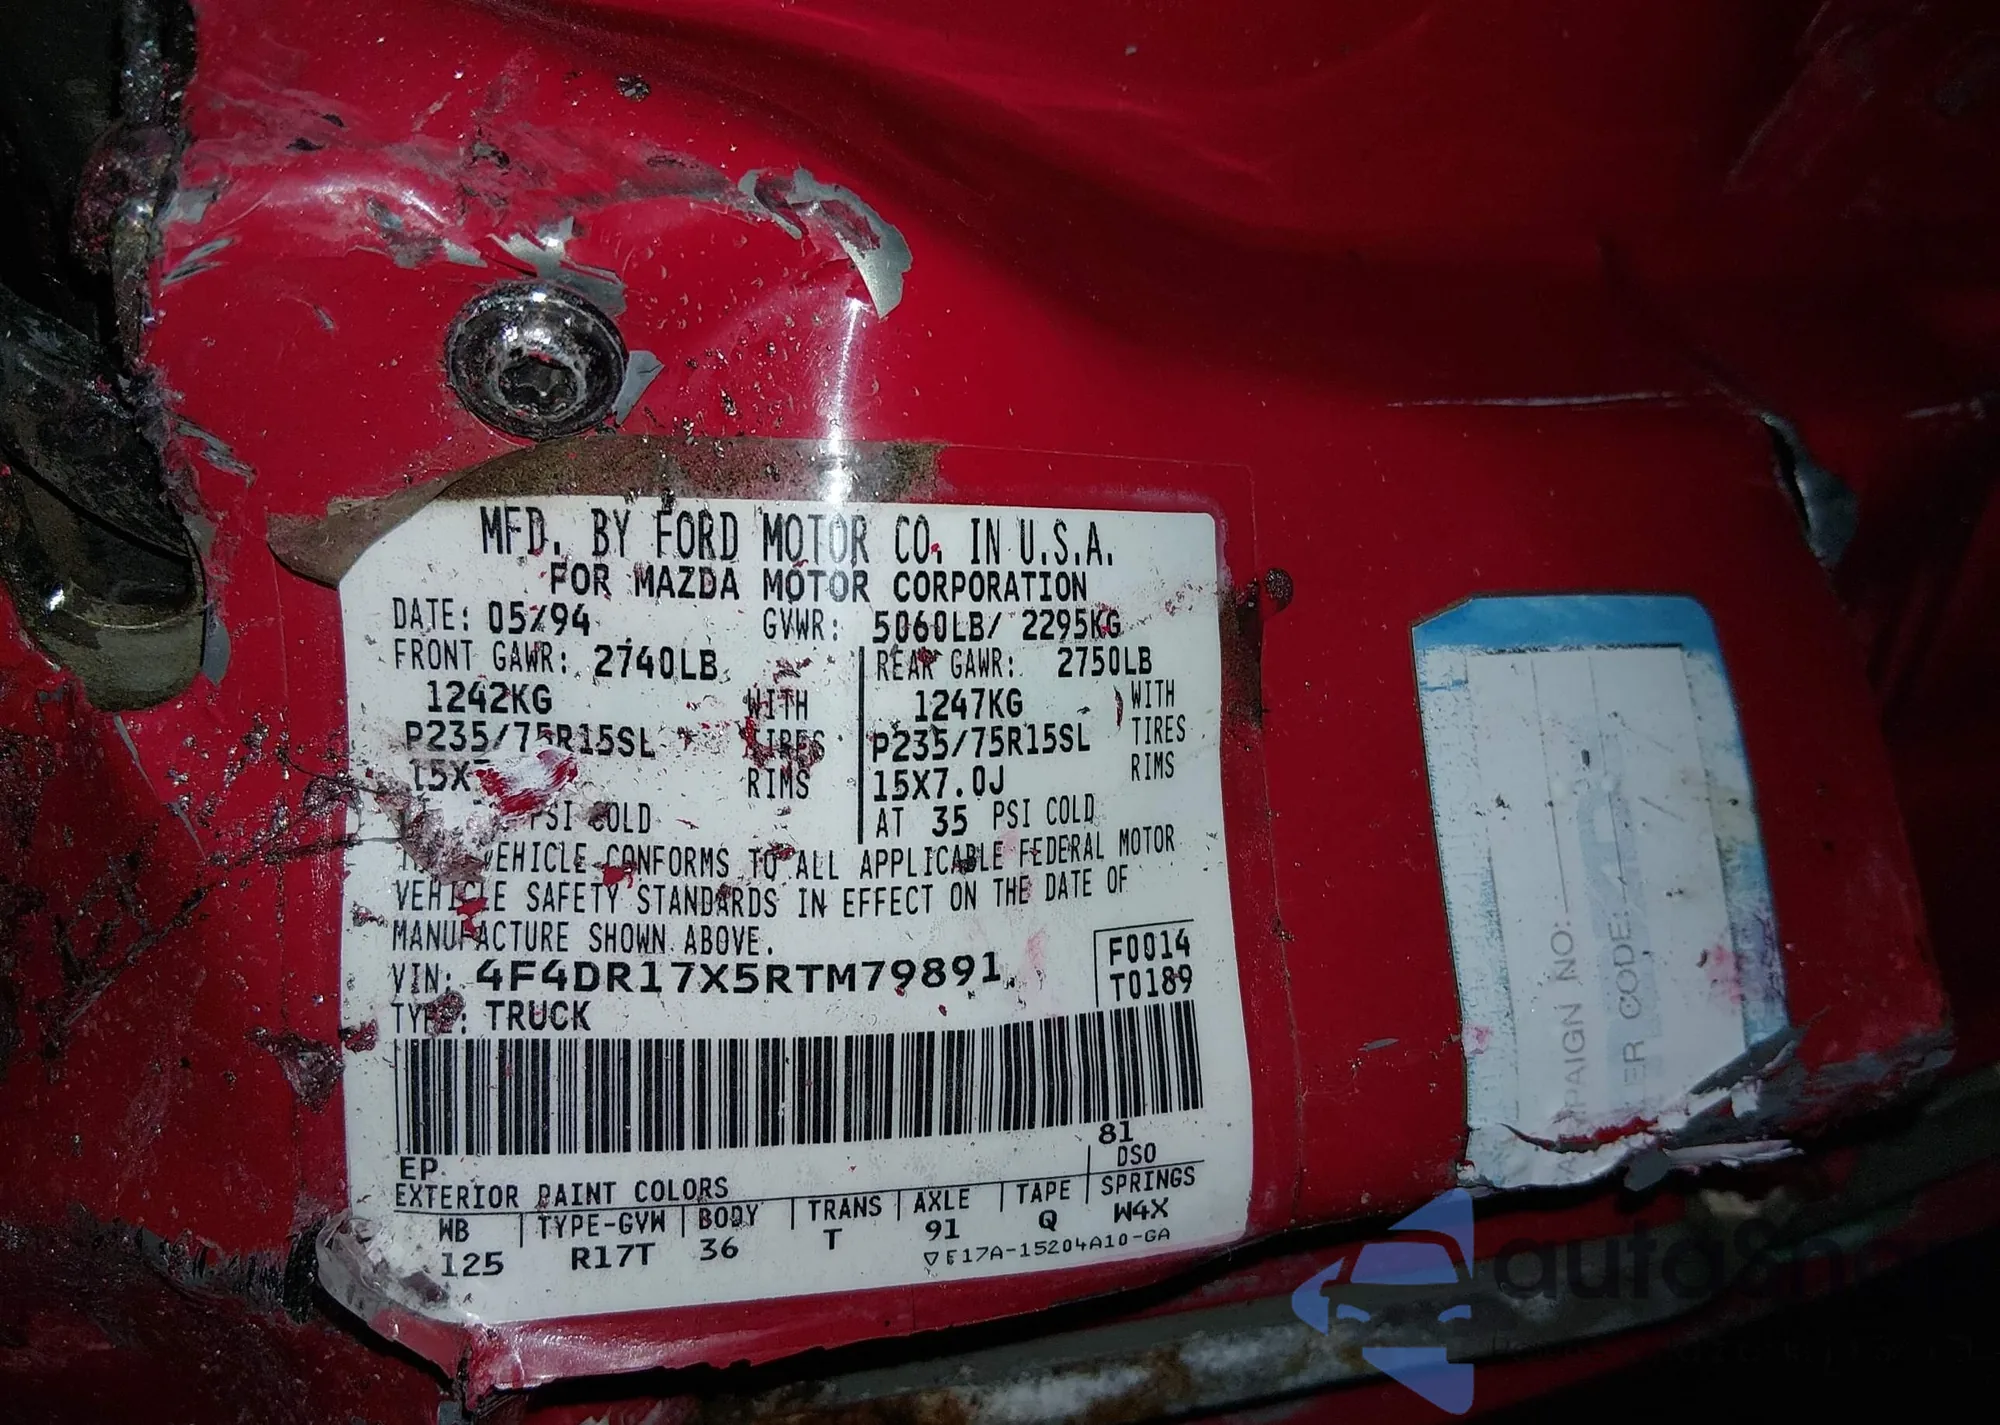 MFD. BY FORD MOTOR CO. IN U.S.A.
FOR MAZDA MOTOR CORPORATION
DATE: 05/94 GVWR: 5060LB/ 2295KG
FRONT GAWR: 2740LB REAR GAWR: 2750LB
1242KG WITH 1247KG WITH
P235/75R15SL TIRES P235/75R15SL TIRES
RIMS 15X7.0J RIMS
PSI COLD AT 35 PSI COLD
VEHICLE CONFORMS TO ALL APPLICABLE FEDERAL MOTOR
VEHICLE SAFETY STANDARDS IN EFFECT ON THE DATE OF
MANUFACTURE SHOWN ABOVE.
F0014
VIN: 4F4DR17X5RTM79891
T0189
TYPE: TRUCK
81
EP DSO
EXTERIOR PAINT COLORS
WB TYPE-GVW BODY TRANS AXLE TAPE SPRINGS
125 R17T 36 T 91 Q W4X
E17A-15204A10-GA
NO:
CODE: